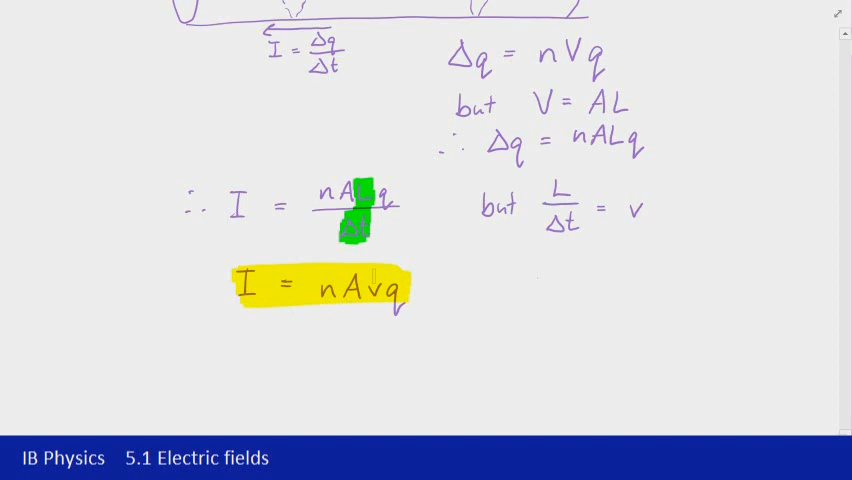 I = Δq/Δt
Δq = nVq
but V = AL
∴ Δq = nALq
∴ I = nALq/Δt
but L/Δt = v
I = nAvq
IB Physics 5.1 Electric fields